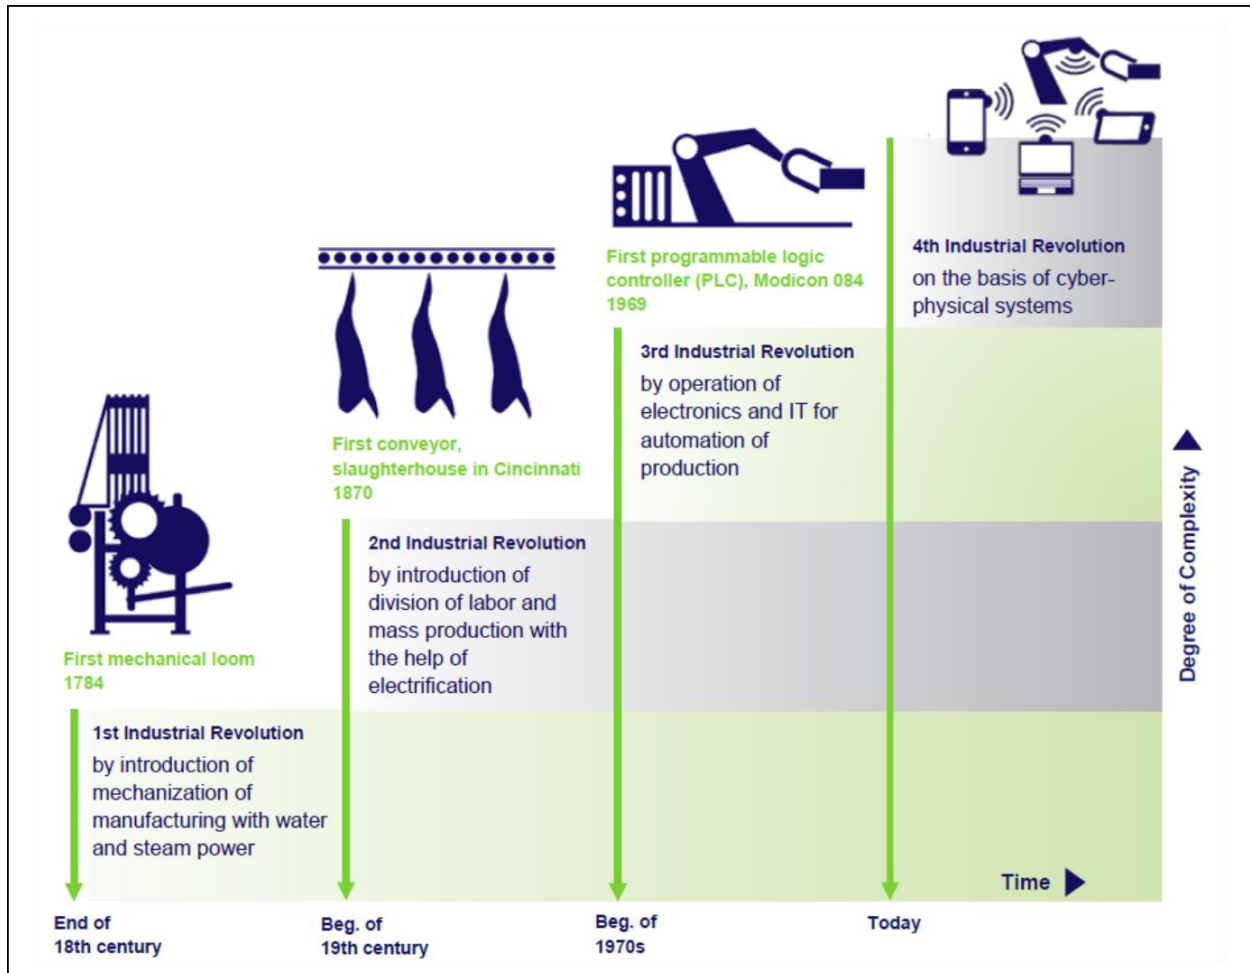 4th Industrial Revolution
on the basis of cyber-
physical systems
First programmable logic
controller (PLC), Modicon 084
1969
3rd Industrial Revolution
by operation of
electronics and IT for
automation of
production
First conveyor,
slaughterhouse in Cincinnati
1870
2nd Industrial Revolution
by introduction of
division of labor and
mass production with
the help of
electrification
First mechanical loom
1784
1st Industrial Revolution
by introduction of
mechanization of
manufacturing with water
and steam power
Degree of Complexity
Time
End of
18th century
Beg. of
19th century
Beg. of
1970s
Today